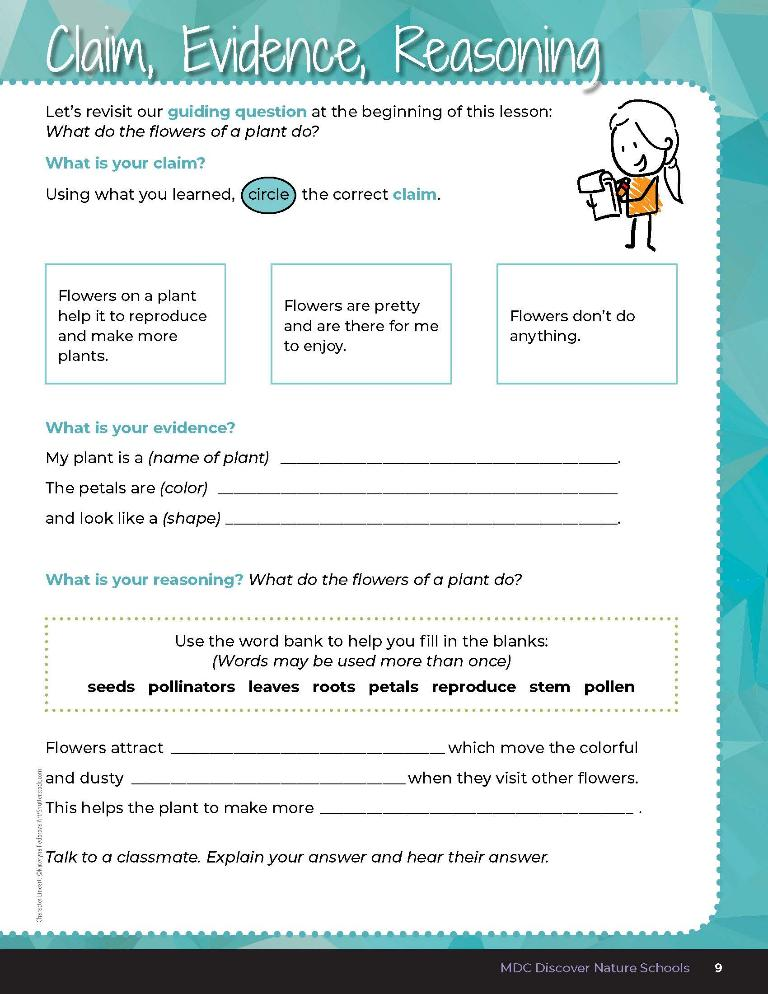 Claim, Evidence, Reasoning
Let's revisit our guiding question at the beginning of this lesson:
What do the flowers of a plant do?
What is your claim?
Using what you learned, circle the correct claim.
Flowers on a plant
help it to reproduce
and make more
plants.
Flowers are pretty
and are there for me
to enjoy.
Flowers don't do
anything.
What is your evidence?
My plant is a (name of plant) ____________________________________.
The petals are (color) ____________________________________
and look like a (shape) ____________________________________.
What is your reasoning? What do the flowers of a plant do?
Use the word bank to help you fill in the blanks:
(Words may be used more than once)
seeds pollinators leaves roots petals reproduce stem pollen
Flowers attract ____________________________ which move the colorful
and dusty ____________________________ when they visit other flowers.
This helps the plant to make more ________________________________ .
Talk to a classmate. Explain your answer and hear their answer.
MDC Discover Nature Schools 9